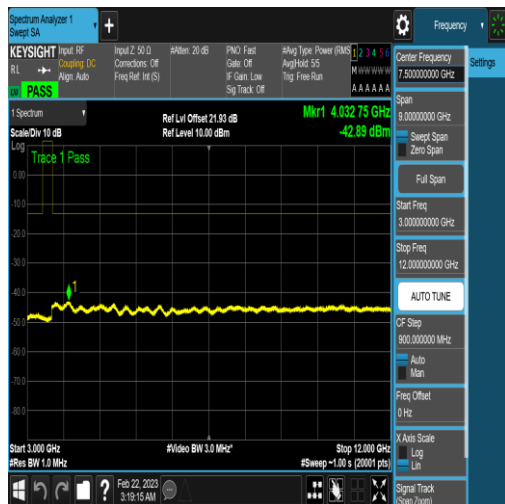 Spectrum Analyzer 1
Swept SA
Frequency
KEYSIGHT
Input: RF
Coupling: DC
Align: Auto
Input Z: 50 Ω
Corrections: Off
Freq Ref: Int (S)
#Atten: 20 dB
PNO: Fast
Gate: Off
IF Gain: Low
Sig Track: Off
#Avg Type: Power (RMS
Avg|Hold: 5/5
Trig: Free Run
1 2 3 4 5 6
M W W W W W
A A A A A A
RL
PASS
1 Spectrum
Scale/Div 10 dB
Log
Ref Lvl Offset 21.93 dB
Ref Level 10.00 dBm
Mkr1 4.032 75 GHz
-42.89 dBm
Trace 1 Pass
0.00
-10.0
-20.0
-30.0
-40.0
-50.0
-60.0
-70.0
-80.0
1
Start 3.000 GHz
#Res BW 1.0 MHz
#Video BW 3.0 MHz*
Stop 12.000 GHz
#Sweep ~1.00 s (20001 pts)
Feb 22, 2023
3:19:15 AM
Center Frequency
7.500000000 GHz
Settings
Span
9.00000000 GHz
Swept Span
Zero Span
Full Span
Start Freq
3.000000000 GHz
Stop Freq
12.000000000 GHz
AUTO TUNE
CF Step
900.000000 MHz
Auto
Man
Freq Offset
0 Hz
X Axis Scale
Log
Lin
Signal Track
(Span Zoom)